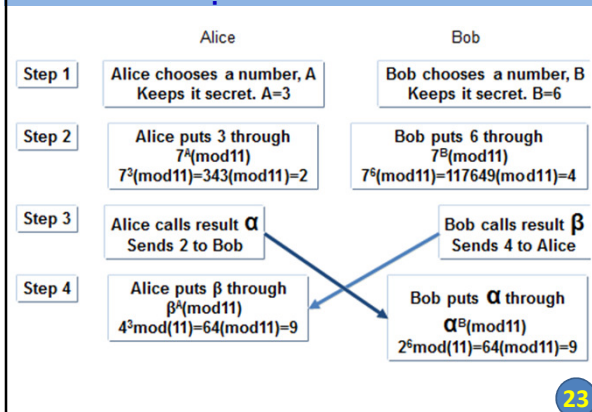 Alice
Bob
Step 1
Alice chooses a number, A
Keeps it secret. A=3
Bob chooses a number, B
Keeps it secret. B=6
Step 2
Alice puts 3 through
7ᴬ(mod11)
7³(mod11)=343(mod11)=2
Bob puts 6 through
7ᴮ(mod11)
7⁶(mod11)=117649(mod11)=4
Step 3
Alice calls result α
Sends 2 to Bob
Bob calls result β
Sends 4 to Alice
Step 4
Alice puts β through
βᴬ(mod11)
4³mod(11)=64(mod11)=9
Bob puts α through
αᴮ(mod11)
2⁶mod(11)=64(mod11)=9
23